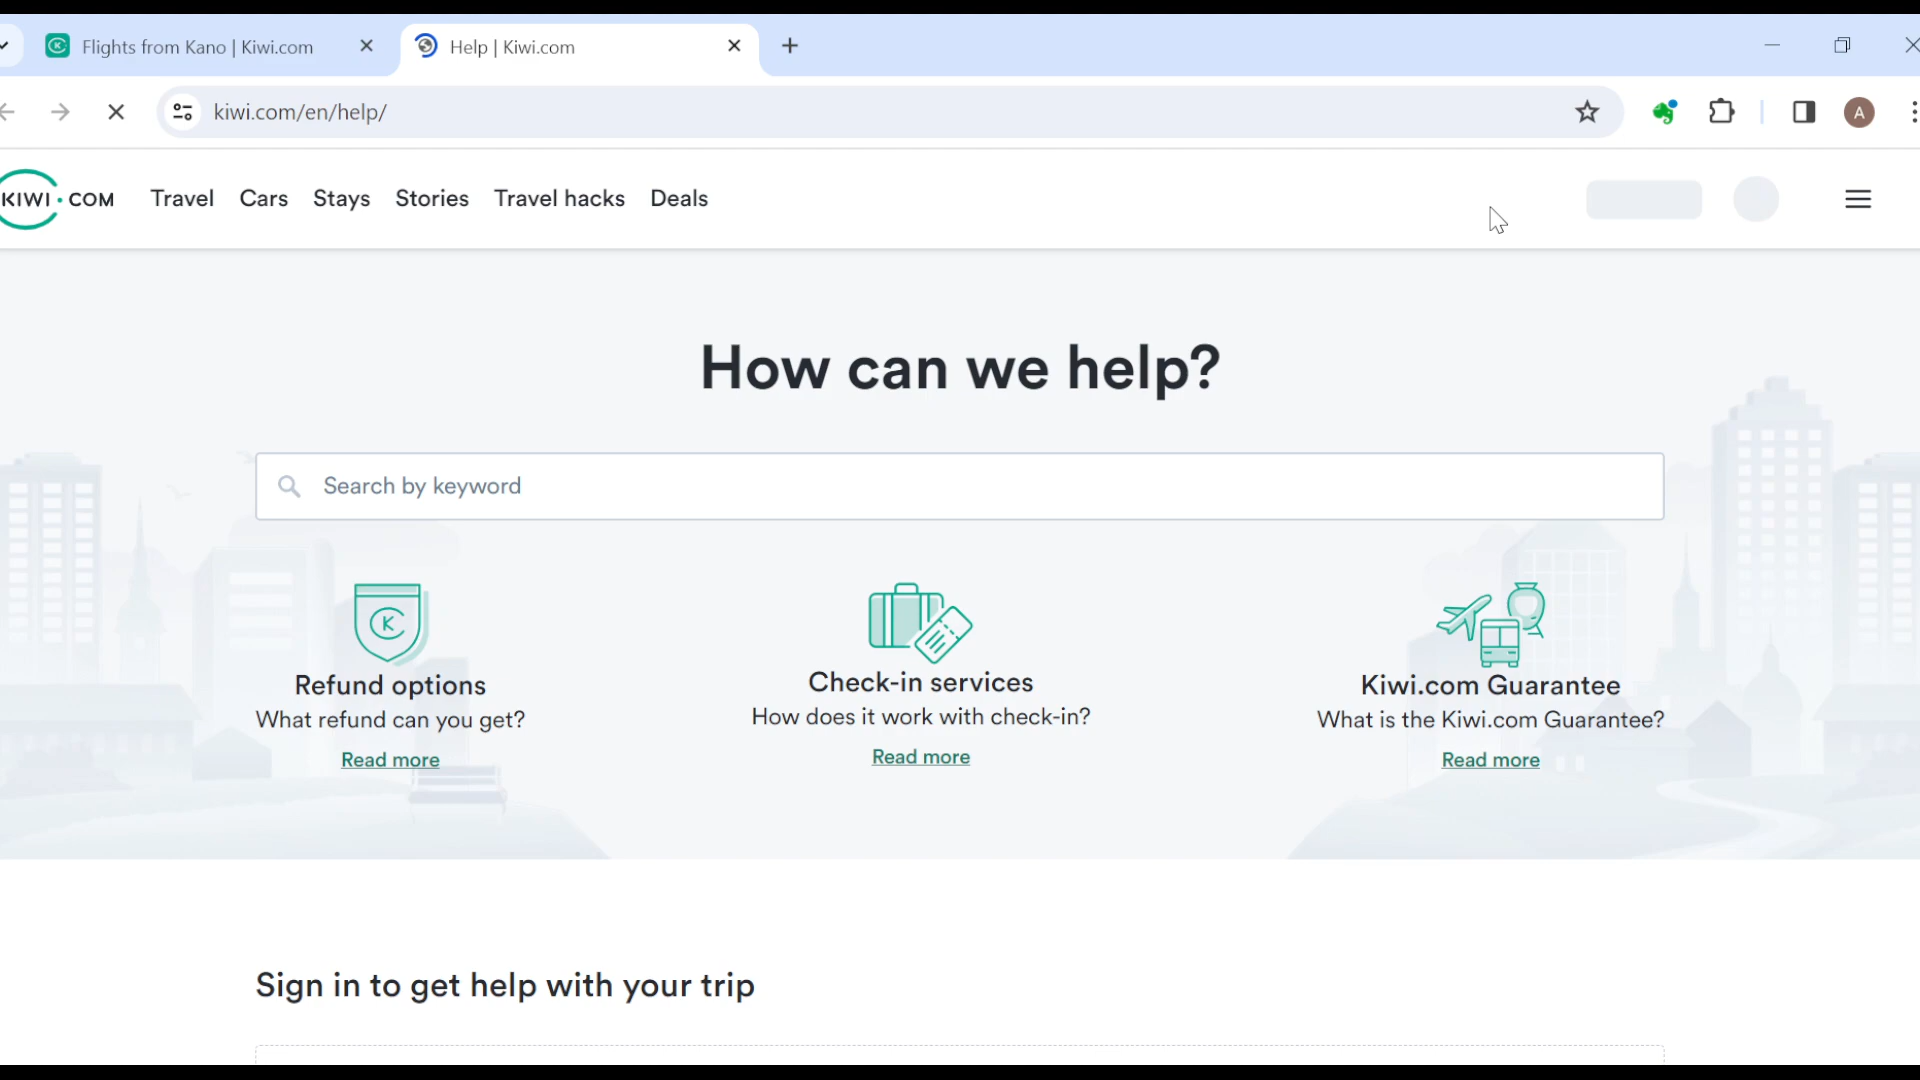 Flights from Kano | Kiwi.com
Help | Kiwi.com
kiwi.com/en/help/
A
KIWI·COM
Travel
Cars
Stays
Stories
Travel hacks
Deals
How can we help?
Search by keyword
K
Refund options
What refund can you get?
Read more
Check-in services
How does it work with check-in?
Read more
Kiwi.com Guarantee
What is the Kiwi.com Guarantee?
Read more
Sign in to get help with your trip